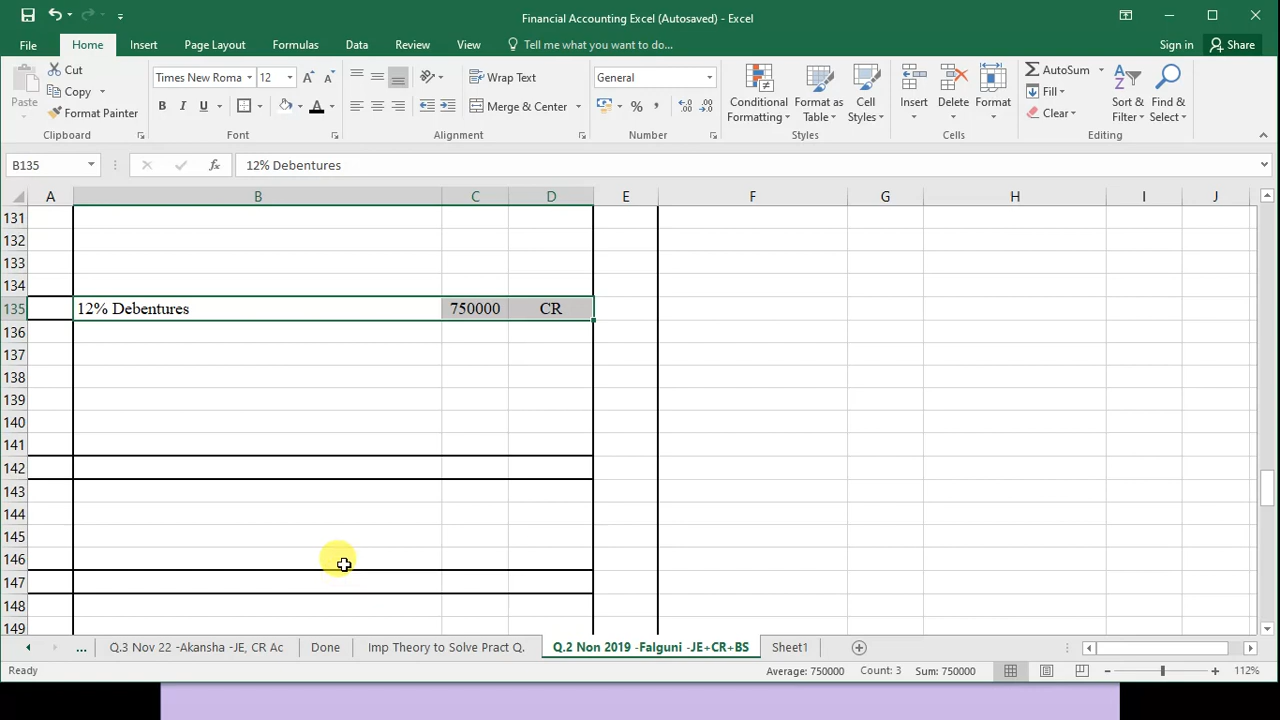 Financial Accounting Excel (Autosaved) - Excel
File Home Insert Page Layout Formulas Data Review View Tell me what you want to do... Sign in Share
Paste
Cut
Copy
Format Painter
Clipboard
Times New Roma 12
B I U
Font
Wrap Text
Merge & Center
Alignment
General
% ,
Number
Conditional Formatting
Format as Table
Cell Styles
Styles
Insert Delete Format
Cells
AutoSum
Fill
Clear
Sort & Filter
Find & Select
Editing
B135 fx 12% Debentures
A B C D E F G H I J
131
132
133
134
135 12% Debentures 750000 CR
136
137
138
139
140
141
142
143
144
145
146
147
148
149
... Q.3 Nov 22 -Akansha -JE, CR Ac Done Imp Theory to Solve Pract Q. Q.2 Non 2019 -Falguni -JE+CR+BS Sheet1
Ready Average: 750000 Count: 3 Sum: 750000 112%